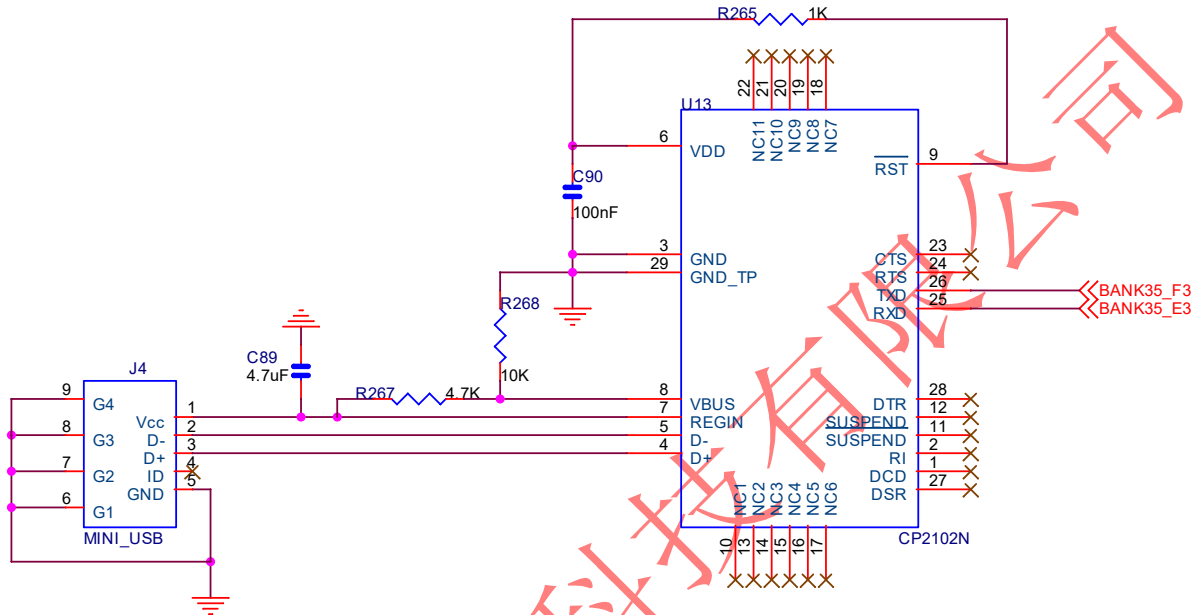 R265 1K
22 21 20 19 18
U13
NC11 NC10 NC9 NC8 NC7
6 VDD
RST 9
C90
100nF
3 GND
29 GND_TP
CTS 23
RTS 24
TXD 26 BANK35_F3
RXD 25 BANK35_E3
R268
10K
C89
4.7uF
R267 4.7K
J4
9 G4
8 G3
7 G2
6 G1
Vcc 1
D- 2
D+ 3
ID 4
GND 5
MINI_USB
8 VBUS
7 REGIN
5 D-
4 D+
DTR 28
SUSPEND 12
SUSPEND 11
RI 2
DCD 1
DSR 27
NC1 NC2 NC3 NC4 NC5 NC6
10 13 14 15 16 17
CP2102N
科技有限公司